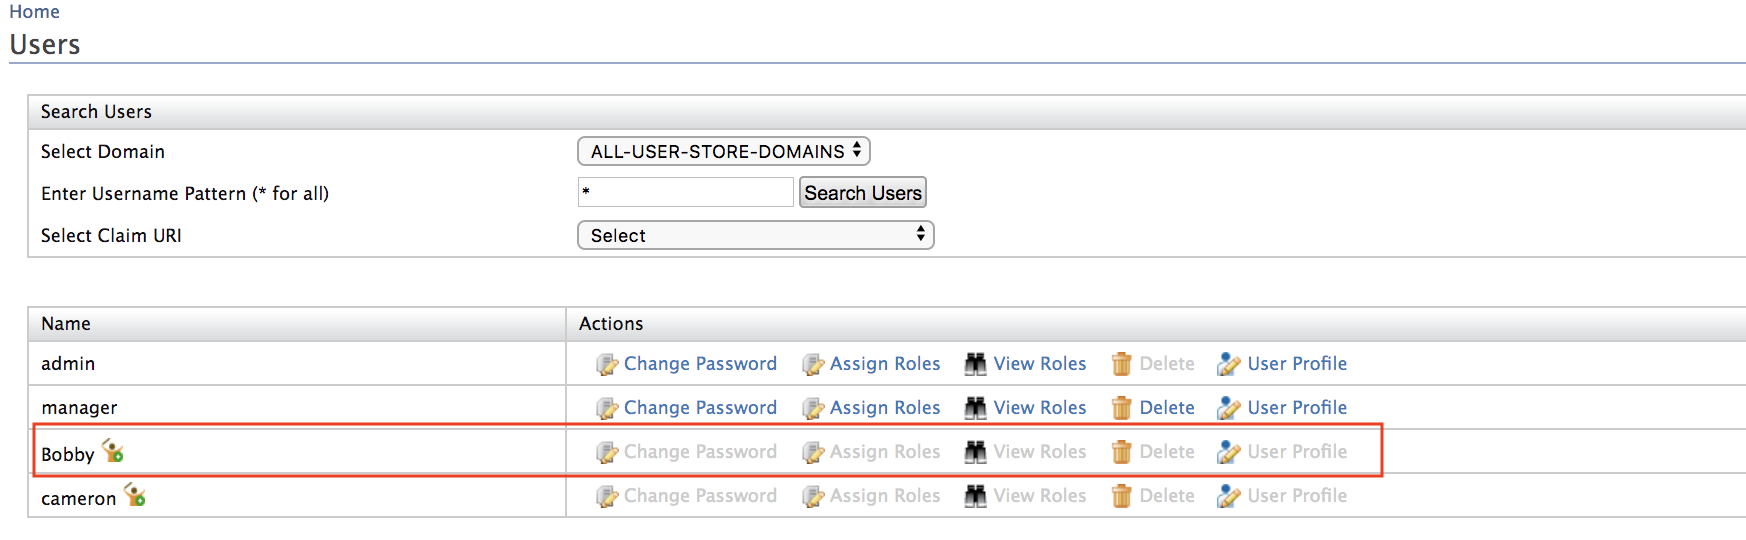 Home
Users
Search Users
Select Domain ALL-USER-STORE-DOMAINS
Enter Username Pattern (* for all) * Search Users
Select Claim URI Select
Name Actions
admin Change Password Assign Roles View Roles Delete User Profile
manager Change Password Assign Roles View Roles Delete User Profile
Bobby Change Password Assign Roles View Roles Delete User Profile
cameron Change Password Assign Roles View Roles Delete User Profile